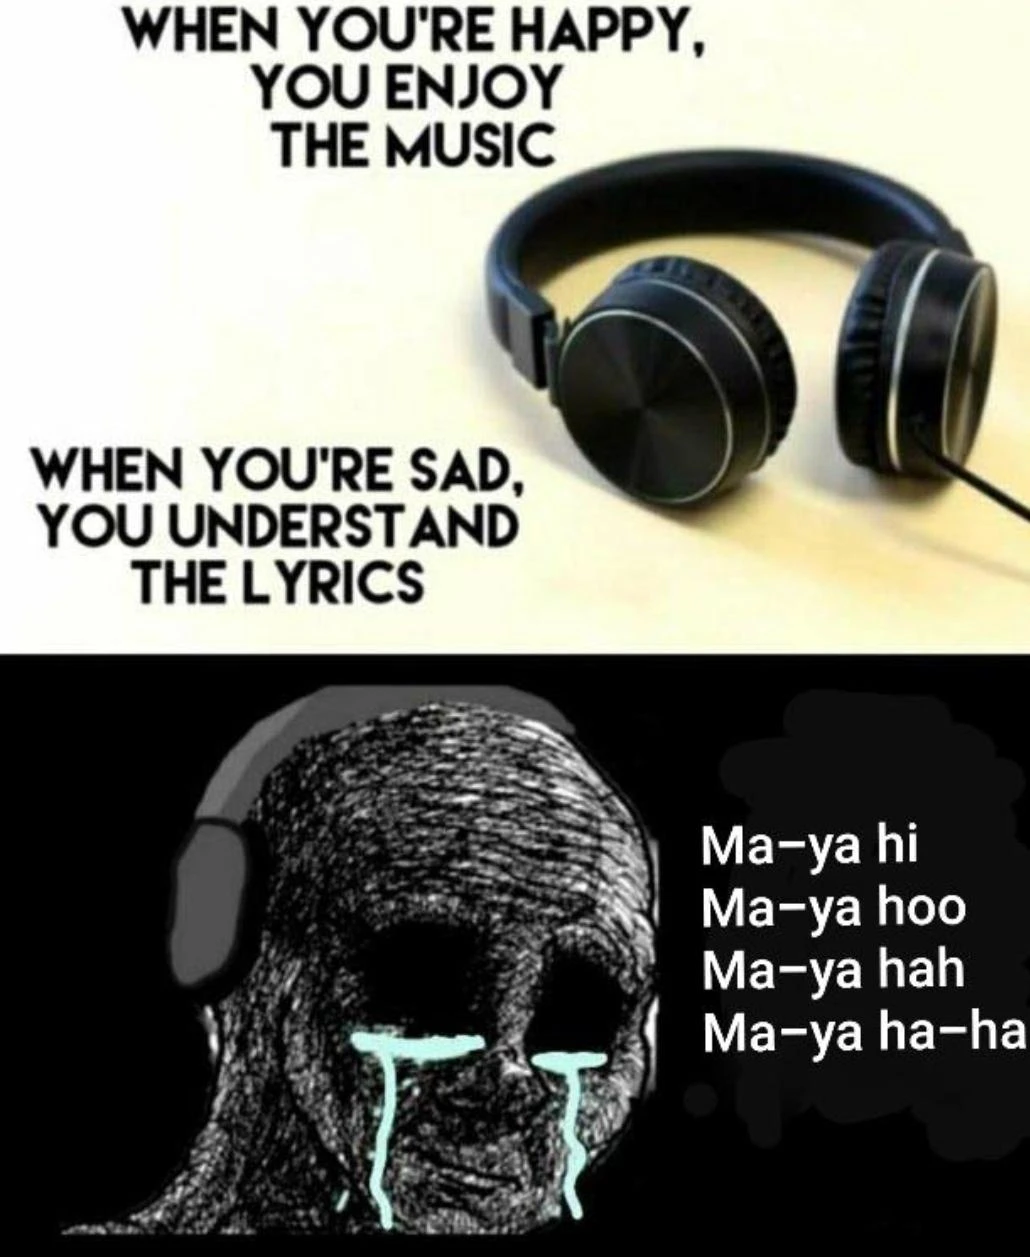 WHEN YOU'RE HAPPY,
YOU ENJOY
THE MUSIC
WHEN YOU'RE SAD,
YOU UNDERSTAND
THE LYRICS
Ma-ya hi
Ma-ya hoo
Ma-ya hah
Ma-ya ha-ha